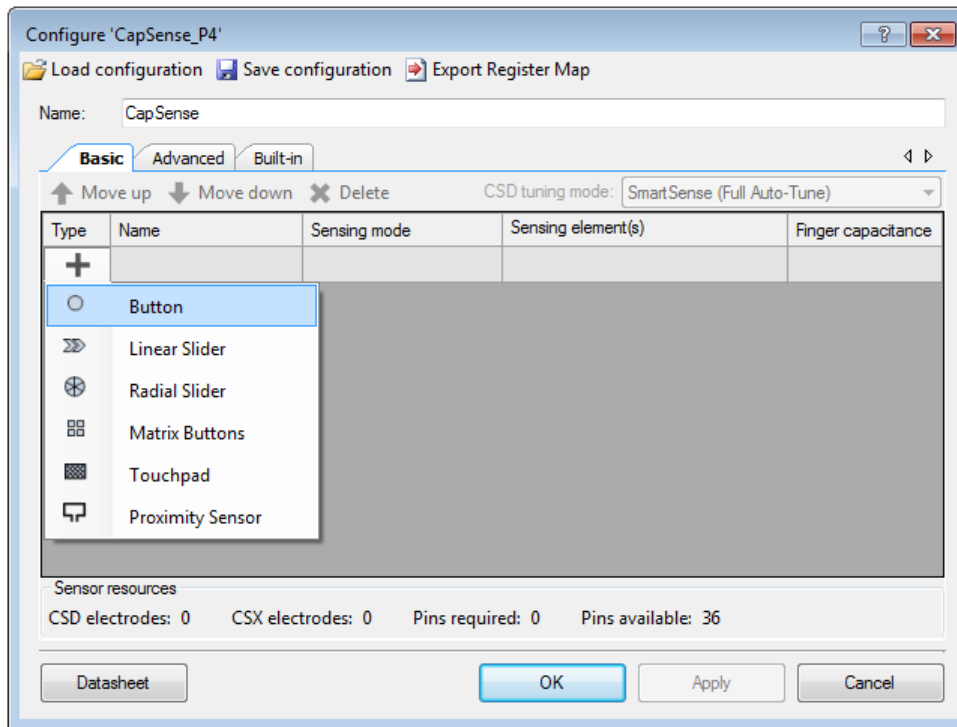 Configure 'CapSense_P4'
Load configuration Save configuration Export Register Map
Name: CapSense
Basic Advanced Built-in
Move up Move down Delete CSD tuning mode: SmartSense (Full Auto-Tune)
Type Name Sensing mode Sensing element(s) Finger capacitance
Button
Linear Slider
Radial Slider
Matrix Buttons
Touchpad
Proximity Sensor
Sensor resources
CSD electrodes: 0 CSX electrodes: 0 Pins required: 0 Pins available: 36
Datasheet OK Apply Cancel